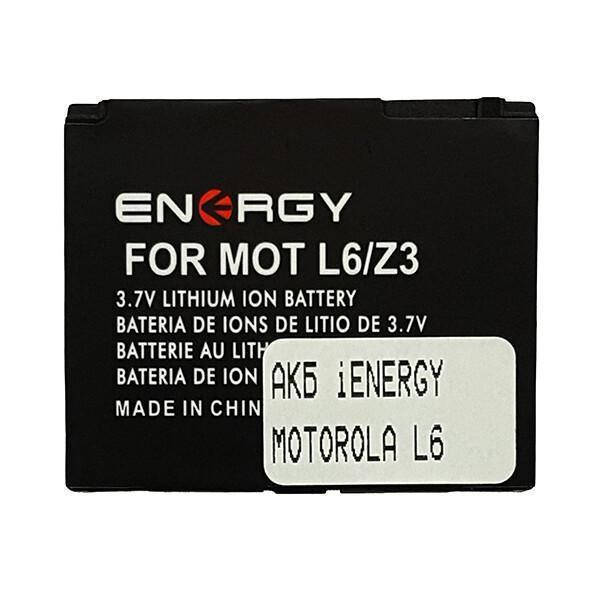 ENERGY
FOR MOT L6/Z3
3.7V LITHIUM ION BATTERY
BATERIA DE IONS DE LITIO DE 3.7V
BATTERIE AU LITH
BATERIA DE ION
MADE IN CHIN
АКБ iENERGY
MOTOROLA L6